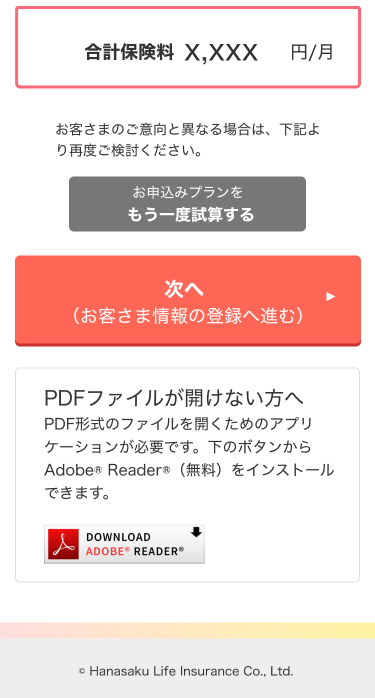 合計保険料 X,XXX 円/月
お客さまのご意向と異なる場合は、下記よ
り再度ご検討ください。
お申込みプランを
もう一度試算する
次へ
（お客さま情報の登録へ進む）
PDFファイルが開けない方へ
PDF形式のファイルを開くためのアプリ
ケーションが必要です。下のボタンから
Adobe® Reader®（無料）をインストール
できます。
DOWNLOAD
ADOBE® READER®
© Hanasaku Life Insurance Co., Ltd.